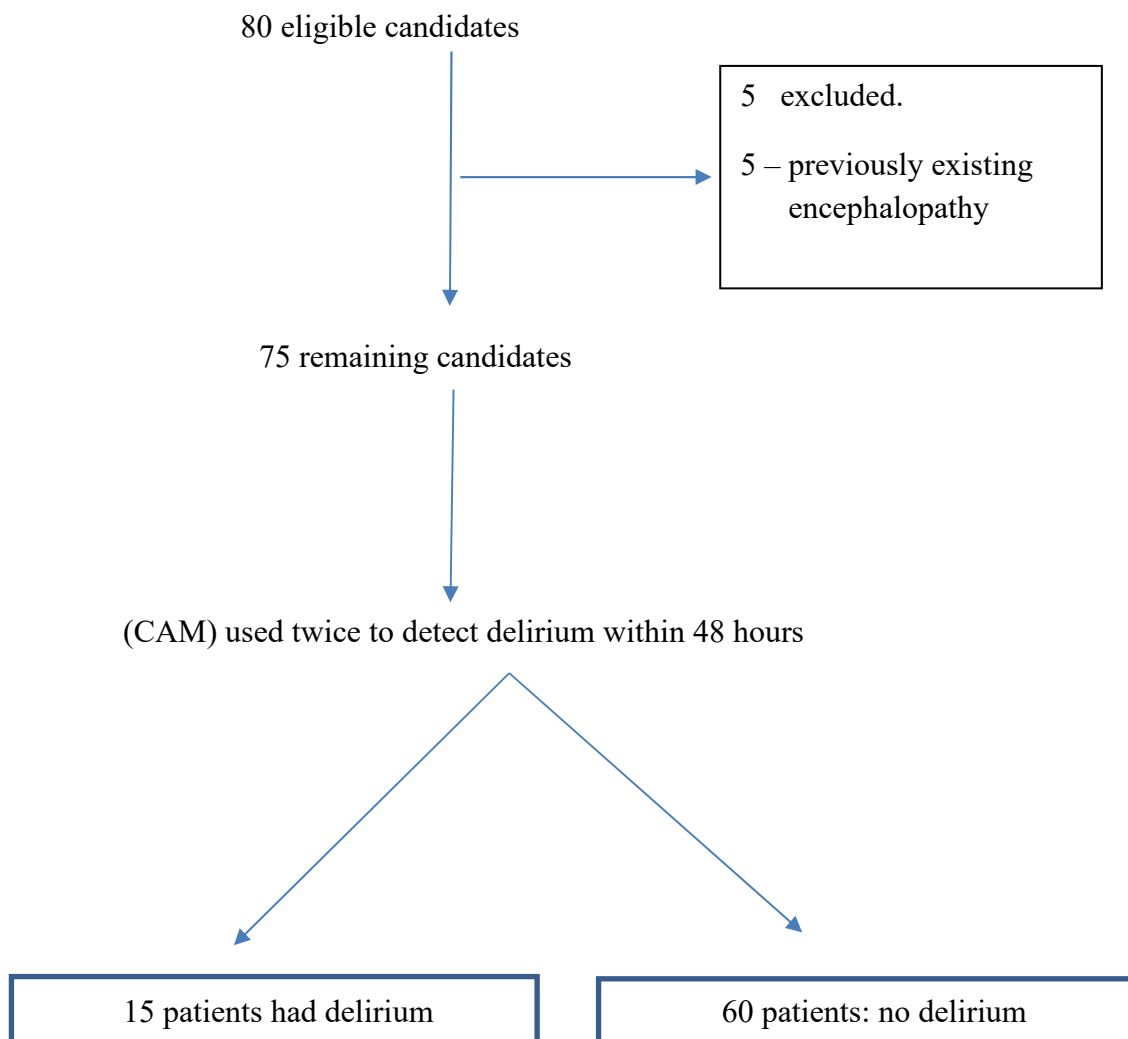 80 eligible candidates
5 excluded.
5 – previously existing
encephalopathy
75 remaining candidates
(CAM) used twice to detect delirium within 48 hours
15 patients had delirium
60 patients: no delirium